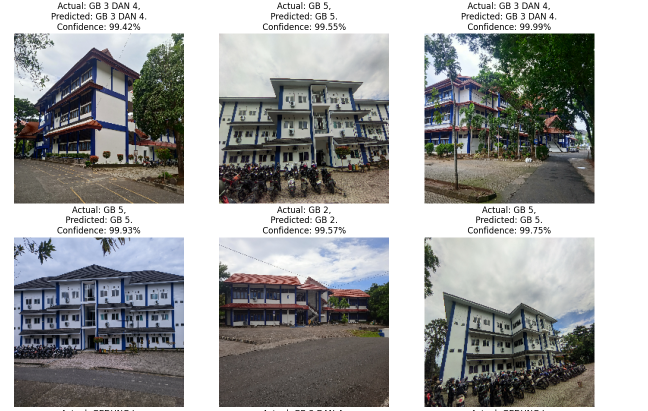 Actual: GB 3 DAN 4,
Predicted: GB 3 DAN 4.
Confidence: 99.42%
Actual: GB 5,
Predicted: GB 5.
Confidence: 99.55%
Actual: GB 3 DAN 4,
Predicted: GB 3 DAN 4.
Confidence: 99.99%
Actual: GB 5,
Predicted: GB 5.
Confidence: 99.93%
Actual: GB 2,
Predicted: GB 2.
Confidence: 99.57%
Actual: GB 5,
Predicted: GB 5.
Confidence: 99.75%